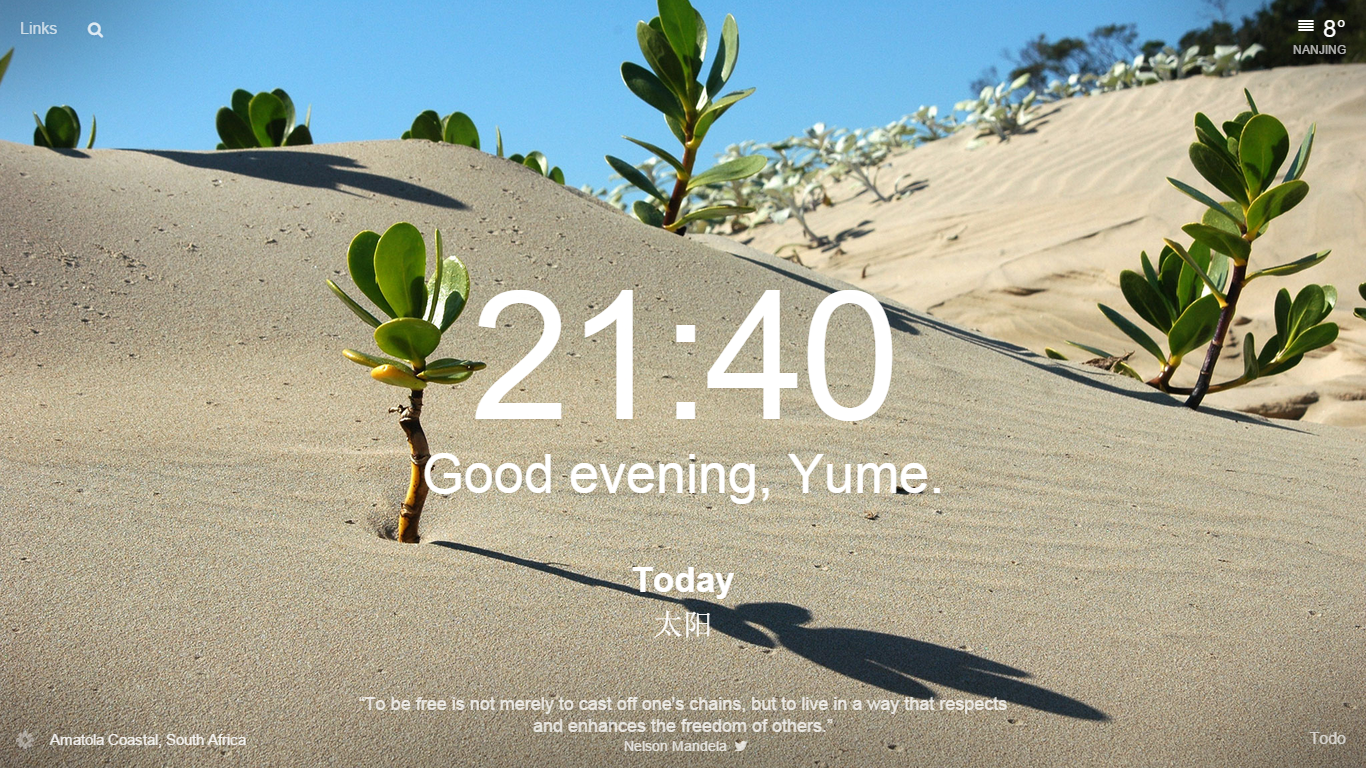 Links
8°
NANJING
21:40
Good evening, Yume.
Today
太阳
"To be free is not merely to cast off one's chains, but to live in a way that respects
and enhances the freedom of others."
Nelson Mandela
Amatola Coastal, South Africa
Todo